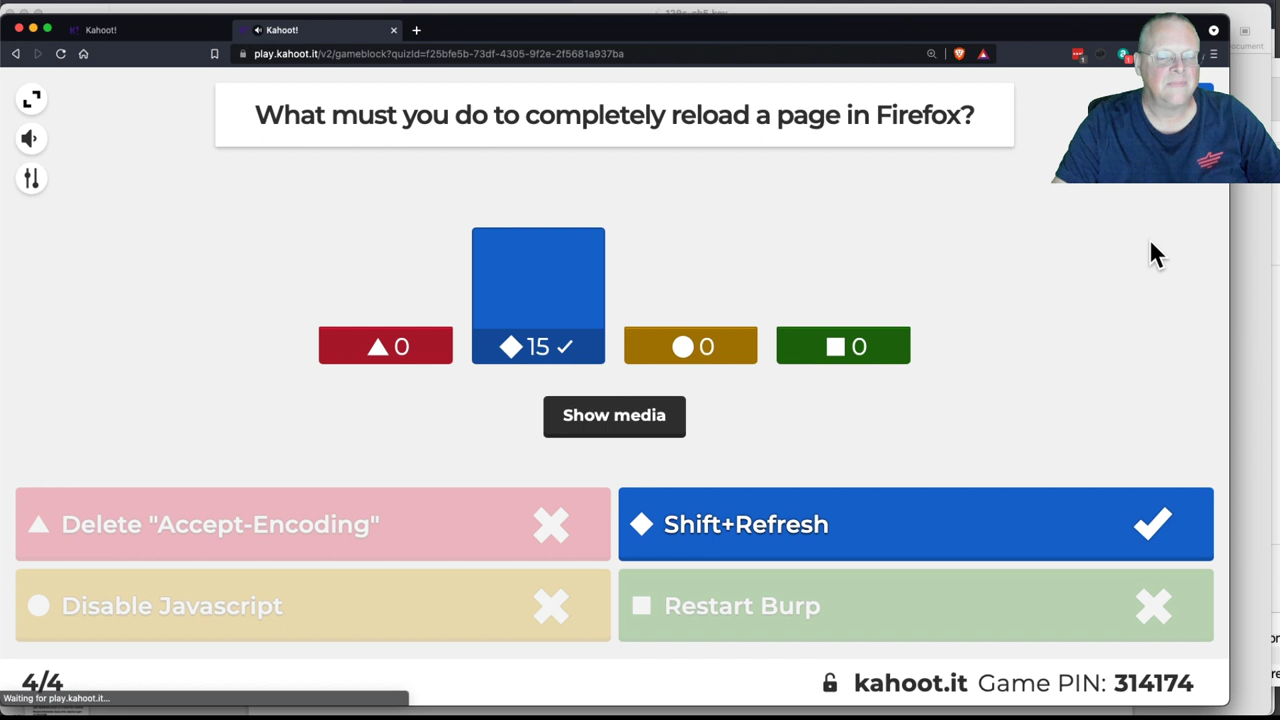 Kahoot!
Kahoot!
play.kahoot.it/v2/gameblock?quizId=f25bfe5b-73df-4305-9f2e-2f5681a937ba
What must you do to completely reload a page in Firefox?
0
15
0
0
Show media
Delete "Accept-Encoding"
Shift+Refresh
Disable Javascript
Restart Burp
4/4
kahoot.it Game PIN: 314174
Waiting for play.kahoot.it...